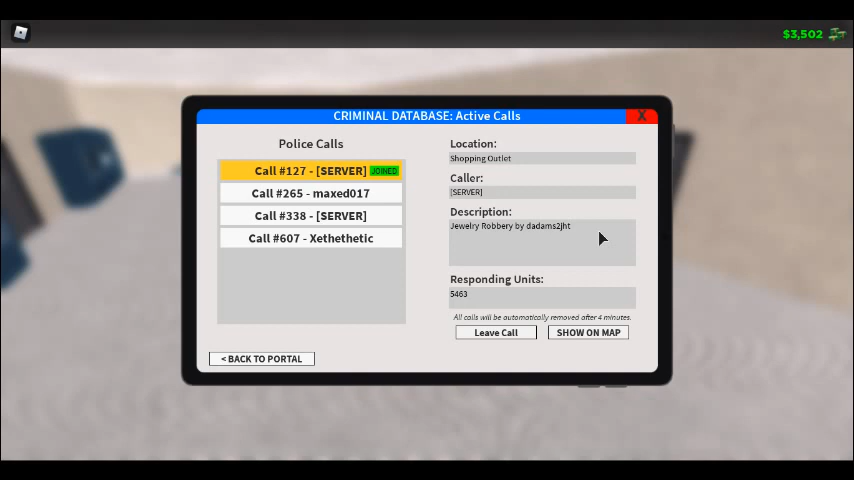 $3,502
CRIMINAL DATABASE: Active Calls
X
Police Calls
Call #127 - [SERVER] JOINED
Call #265 - maxed017
Call #338 - [SERVER]
Call #607 - Xethethetic
< BACK TO PORTAL
Location:
Shopping Outlet
Caller:
[SERVER]
Description:
Jewelry Robbery by dadams2jht
Responding Units:
5463
All calls will be automatically removed after 4 minutes.
Leave Call
SHOW ON MAP